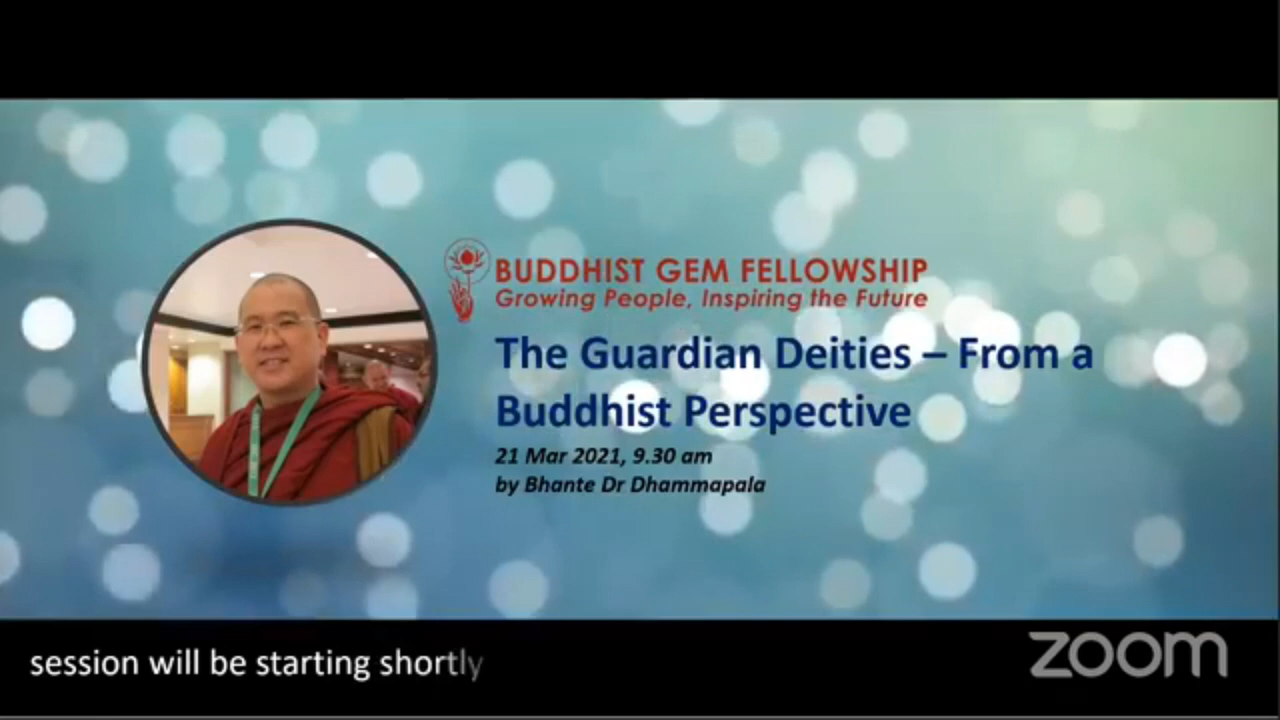 BUDDHIST GEM FELLOWSHIP
Growing People, Inspiring the Future
The Guardian Deities – From a
Buddhist Perspective
21 Mar 2021, 9.30 am
by Bhante Dr Dhammapala
session will be starting shortly
zoom